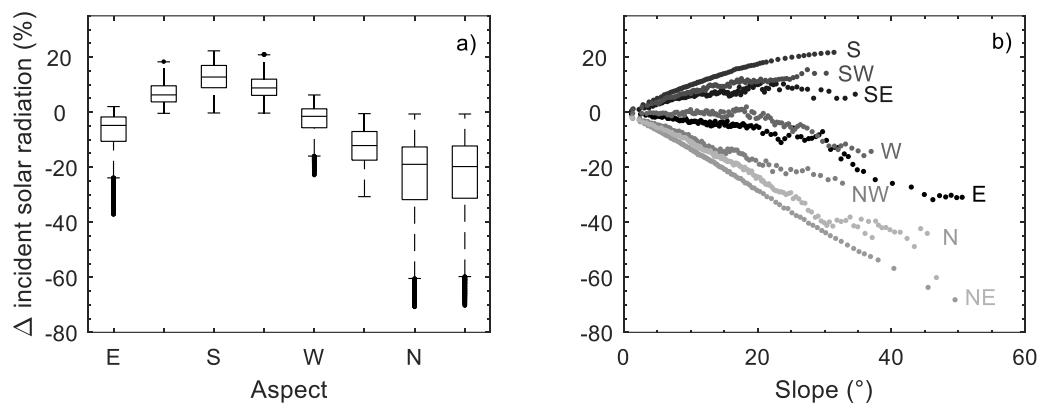 Δ incident solar radiation (%)
20
0
-20
-40
-60
-80
a)
E
S
W
N
Aspect
20
0
-20
-40
-60
-80
b)
S
SW
SE
W
NW
E
N
NE
0
20
40
60
Slope (°)